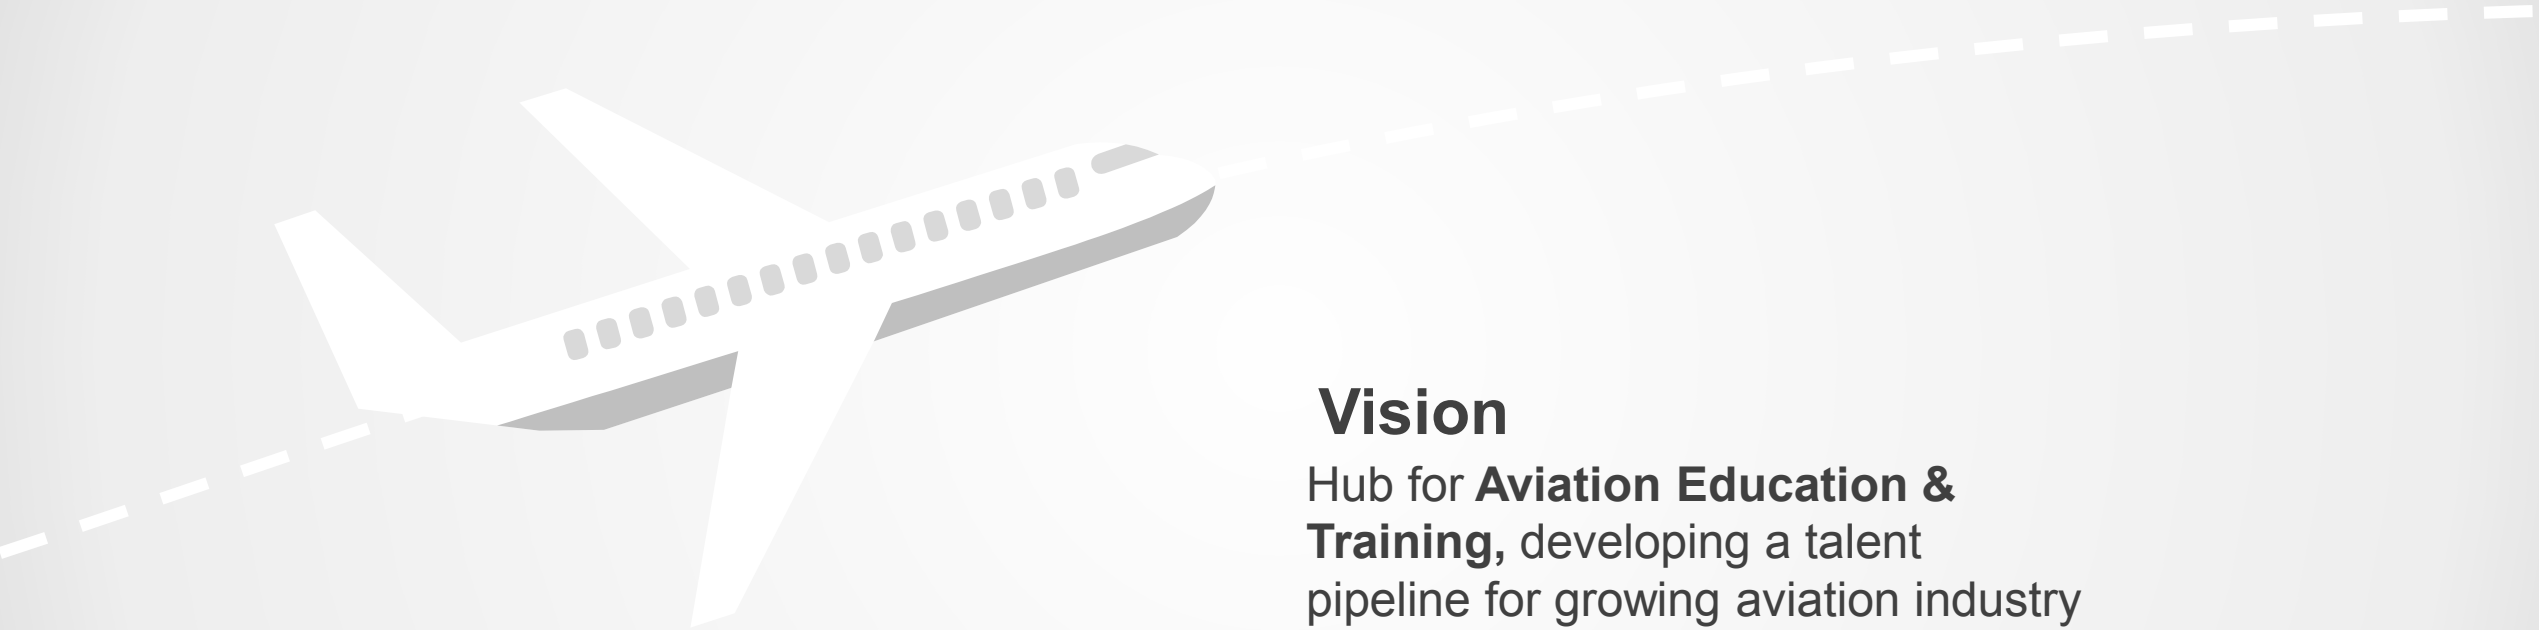 Vision
Hub for Aviation Education &
Training, developing a talent
pipeline for growing aviation industry